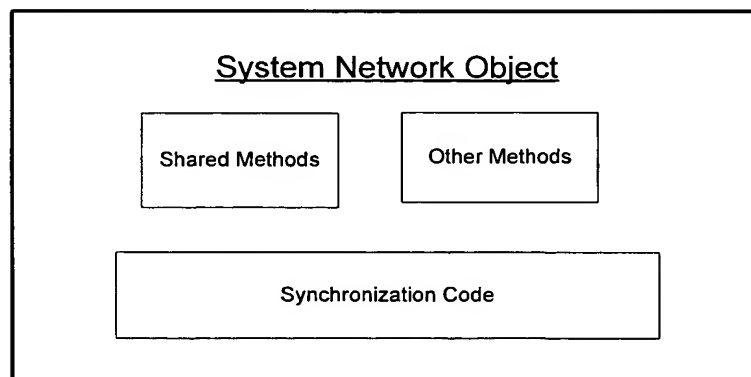 System Network Object
Shared Methods
Other Methods
Synchronization Code